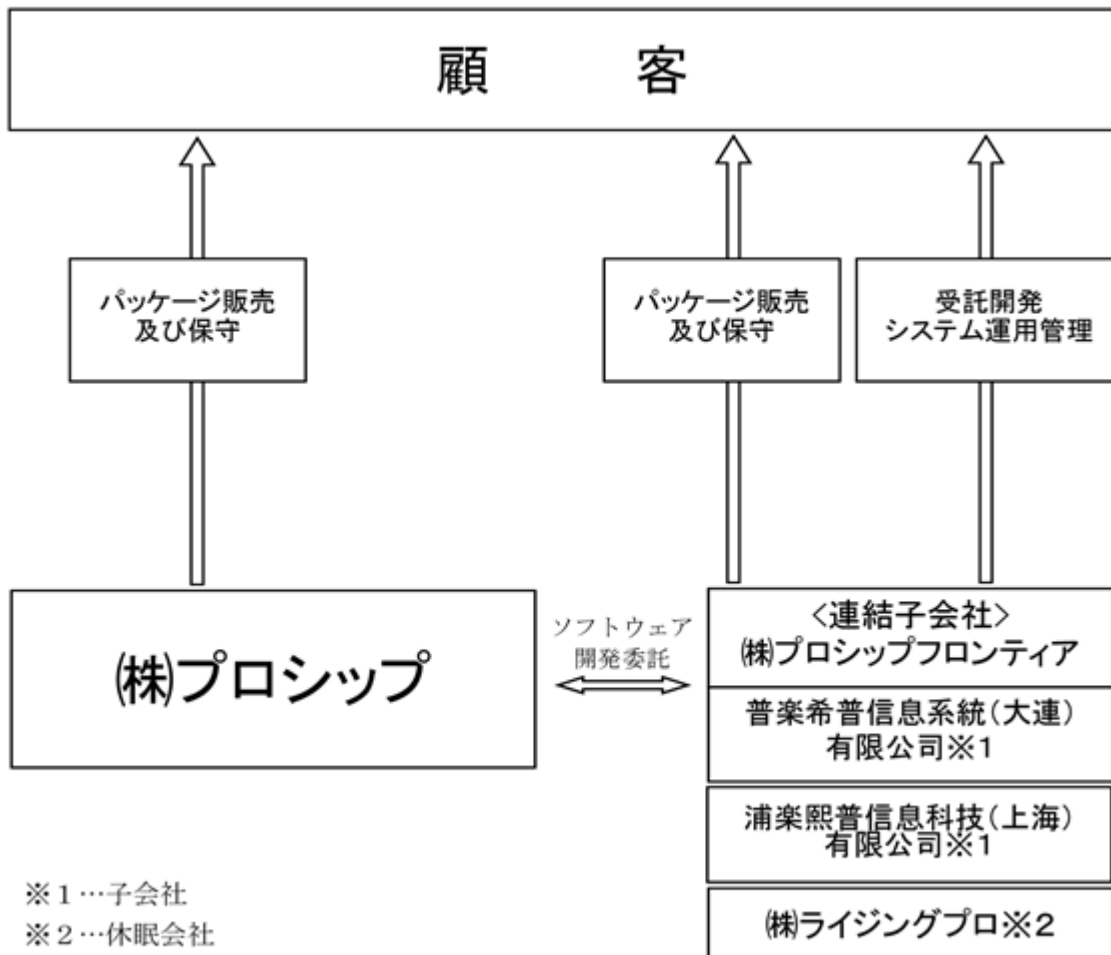 顧客
パッケージ販売
及び保守
パッケージ販売
及び保守
受託開発
システム運用管理
㈱プロシップ
ソフトウェア
開発委託
<連結子会社>
㈱プロシップフロンティア
普楽希普信息系統(大連)
有限公司※1
浦楽熙普信息科技(上海)
有限公司※1
㈱ライジングプロ※2
※1…子会社
※2…休眠会社